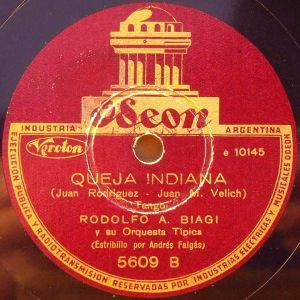 Odeon
INDUSTRIA
ARGENTINA
Veroton
e 10145
QUEJA INDIANA
(Juan Rodríguez - Juan M. Velich)
Tango
RODOLFO A. BIAGI
y su Orquesta Típica
(Estribillo por Andrés Falgás)
5609 B
EJECUCION PUBLICA Y RADIOTRANSMISION RESERVADAS POR INDUSTRIAS ELECTRICAS Y MUSICALES ODEON